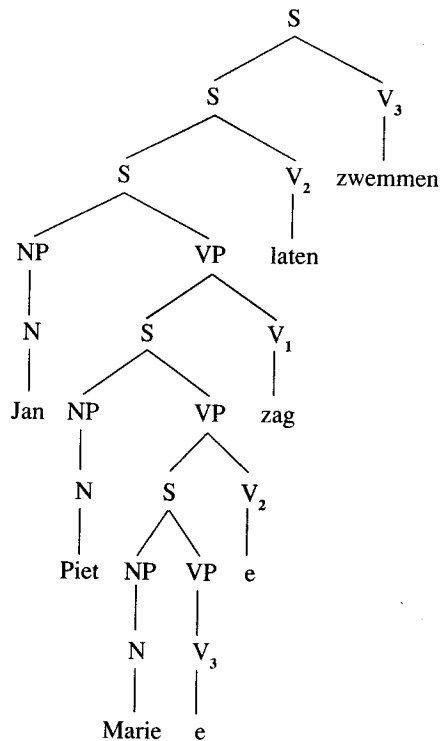 S
S V₃
S V₂ zwemmen
NP VP laten
N S V₁
Jan NP VP zag
N S V₂
Piet NP VP e
N V₃
Marie e